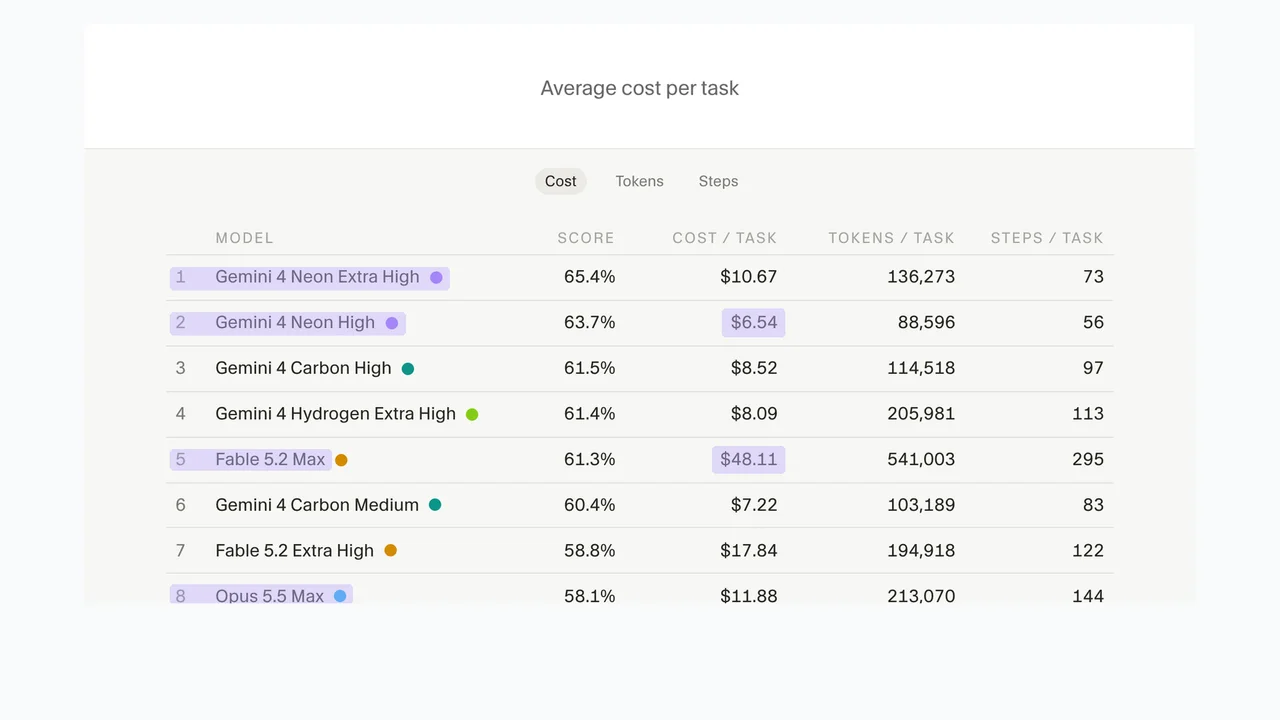 Average cost per task
Cost Tokens Steps
MODEL SCORE COST / TASK TOKENS / TASK STEPS / TASK
1 Gemini 4 Neon Extra High 65.4% $10.67 136,273 73
2 Gemini 4 Neon High 63.7% $6.54 88,596 56
3 Gemini 4 Carbon High 61.5% $8.52 114,518 97
4 Gemini 4 Hydrogen Extra High 61.4% $8.09 205,981 113
5 Fable 5.2 Max 61.3% $48.11 541,003 295
6 Gemini 4 Carbon Medium 60.4% $7.22 103,189 83
7 Fable 5.2 Extra High 58.8% $17.84 194,918 122
8 Opus 5.5 Max 58.1% $11.88 213,070 144